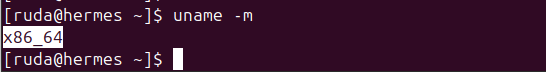 [ruda@hermes ~]$ uname -m
x86_64
[ruda@hermes ~]$